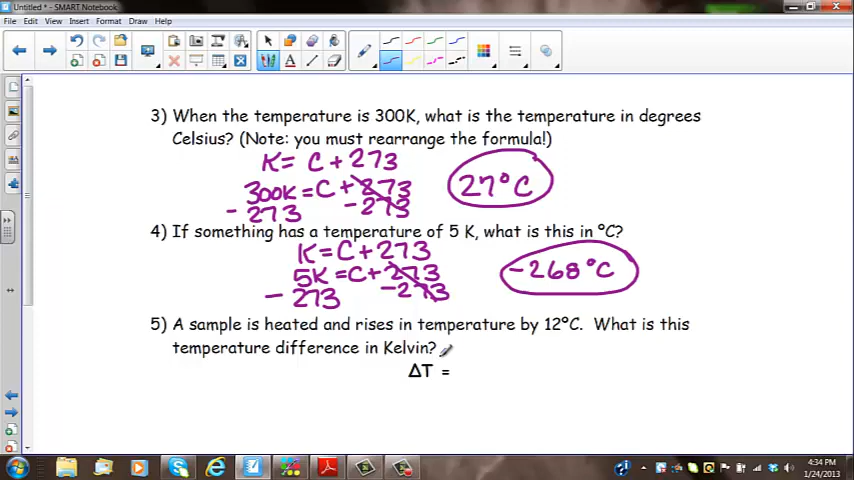 Untitled * - SMART Notebook
File Edit View Insert Format Draw Help
3) When the temperature is 300K, what is the temperature in degrees
Celsius? (Note: you must rearrange the formula!)
K = C + 273
300K = C + 273
- 273 - 273
27°C
4) If something has a temperature of 5 K, what is this in ºC?
K = C + 273
5K = C + 273
- 273 - 273
-268°C
5) A sample is heated and rises in temperature by 12ºC. What is this
temperature difference in Kelvin?
ΔT =
4:34 PM
1/24/2013